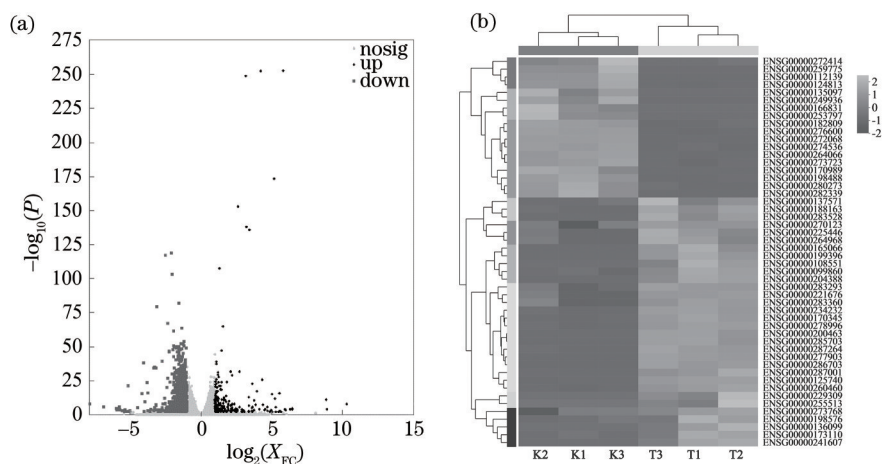 (a)
275
250
225
200
175
150
125
100
75
50
25
0
−log10(P)
nosig
up
down
−5
0
5
10
15
log2(XFC)
(b)
ENSG00000272414
ENSG00000259775
ENSG00000112139
ENSG00000124813
ENSG00000135097
ENSG00000249936
ENSG00000166831
ENSG00000253797
ENSG00000182809
ENSG00000276600
ENSG00000272068
ENSG00000274536
ENSG00000264066
ENSG00000273723
ENSG00000170989
ENSG00000198488
ENSG00000280273
ENSG00000282339
ENSG00000137571
ENSG00000188163
ENSG00000283528
ENSG00000270123
ENSG00000225446
ENSG00000264968
ENSG00000165066
ENSG00000199396
ENSG00000108551
ENSG00000099860
ENSG00000204388
ENSG00000283293
ENSG00000221676
ENSG00000283360
ENSG00000234232
ENSG00000170345
ENSG00000278996
ENSG00000200463
ENSG00000285703
ENSG00000287264
ENSG00000277903
ENSG00000286703
ENSG00000287001
ENSG00000125740
ENSG00000260460
ENSG00000229309
ENSG00000255513
ENSG00000273768
ENSG00000198576
ENSG00000136099
ENSG00000173110
ENSG00000241607
2
1
0
-1
-2
K2 K1 K3 T3 T1 T2